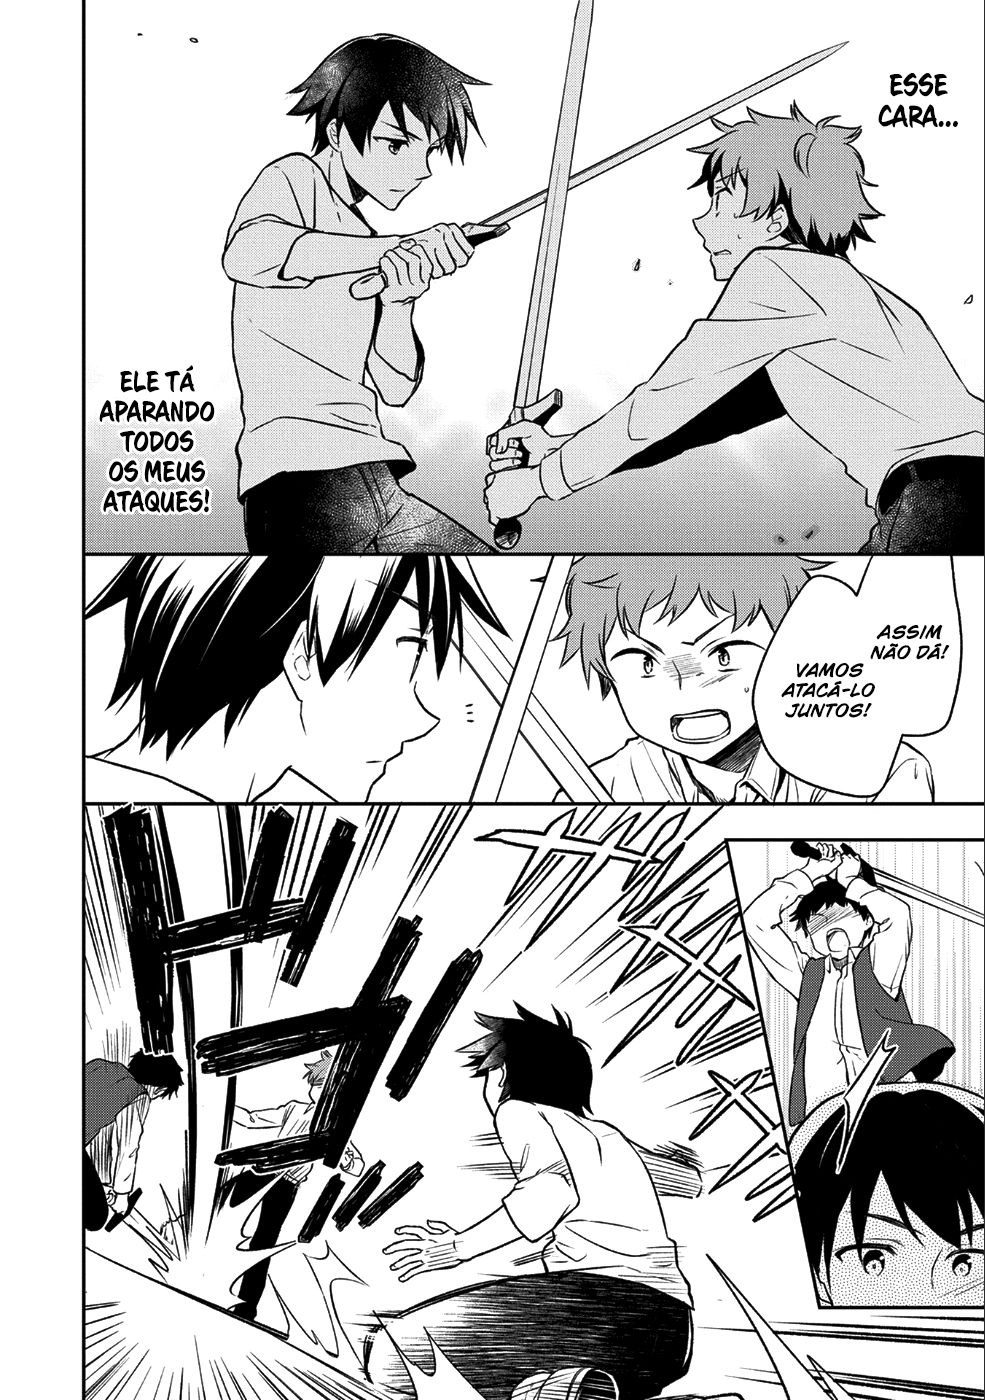 ESSE
CARA...
ELE TÁ
APARANDO
TODOS
OS MEUS
ATAQUES!
ASSIM
NÃO DÁ!
VAMOS
ATACÁ-LO
JUNTOS!